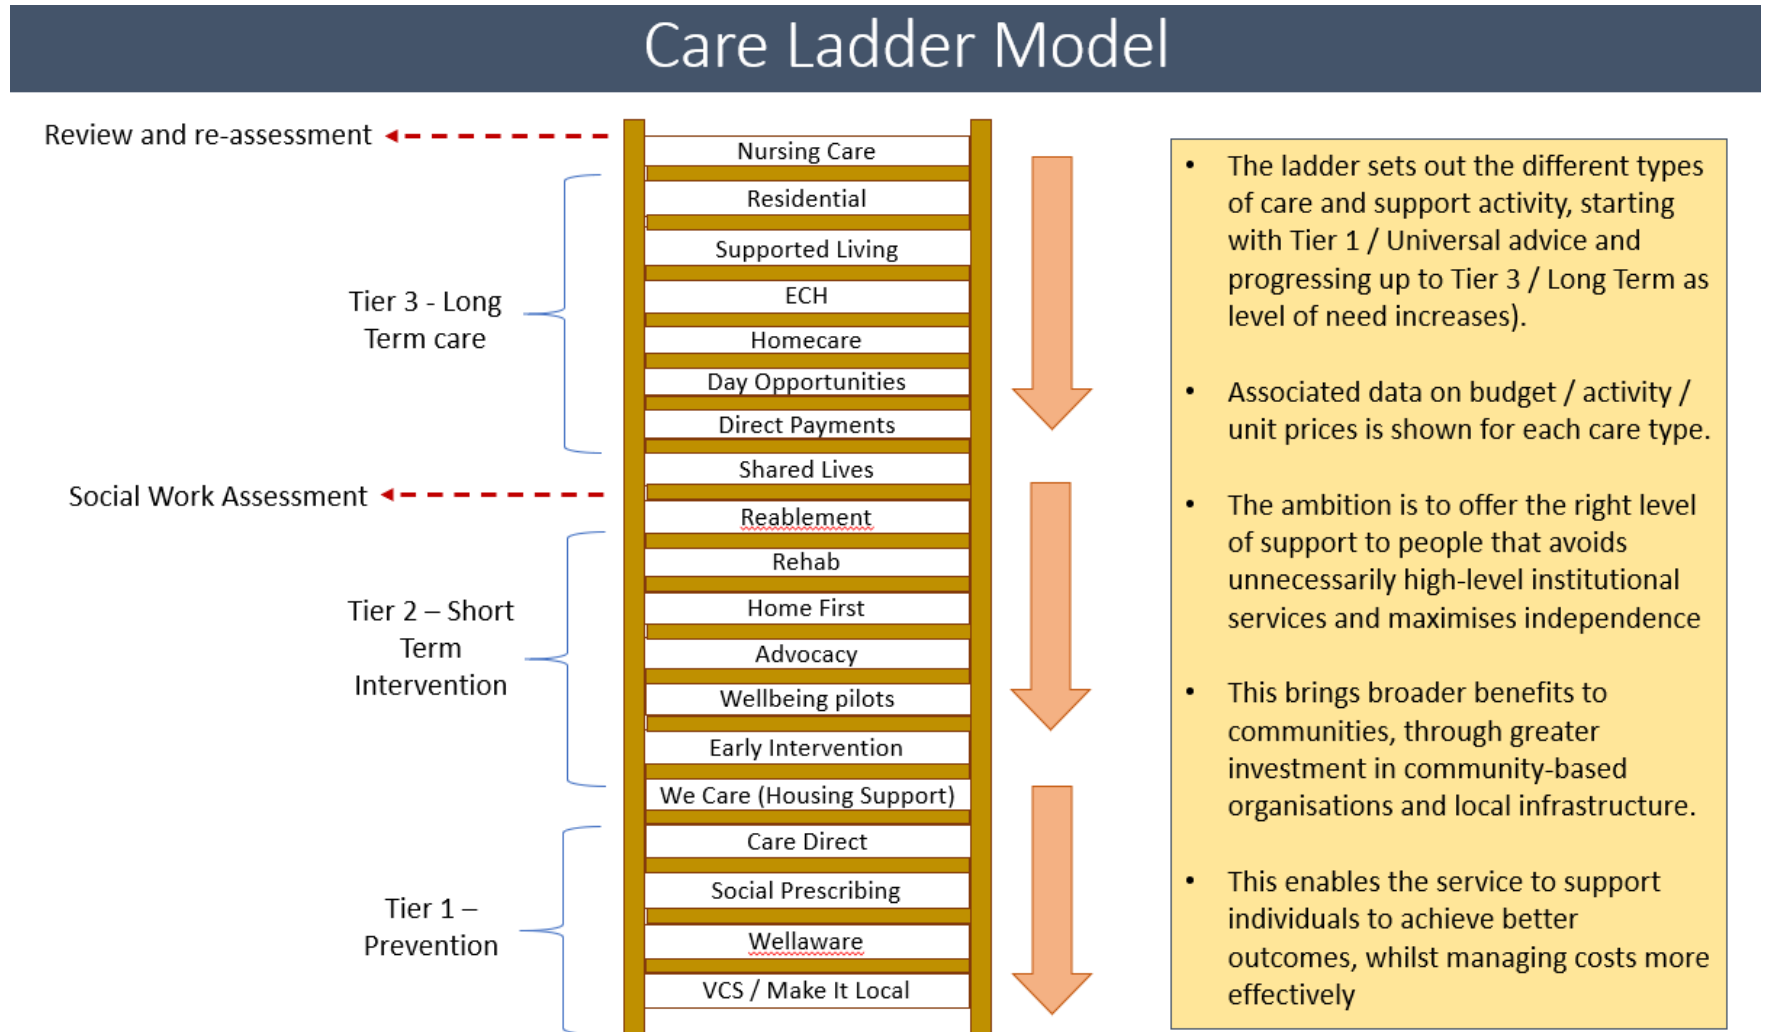 Care Ladder Model
Review and re-assessment
Nursing Care
Residential
Supported Living
ECH
Homecare
Day Opportunities
Direct Payments
Shared Lives
Reablement
Rehab
Home First
Advocacy
Wellbeing pilots
Early Intervention
We Care (Housing Support)
Care Direct
Social Prescribing
Wellaware
VCS / Make It Local
Tier 3 - Long
Term care
Social Work Assessment
Tier 2 – Short
Term
Intervention
Tier 1 –
Prevention
• The ladder sets out the different types
of care and support activity, starting
with Tier 1 / Universal advice and
progressing up to Tier 3 / Long Term as
level of need increases).
• Associated data on budget / activity /
unit prices is shown for each care type.
• The ambition is to offer the right level
of support to people that avoids
unnecessarily high-level institutional
services and maximises independence
• This brings broader benefits to
communities, through greater
investment in community-based
organisations and local infrastructure.
• This enables the service to support
individuals to achieve better
outcomes, whilst managing costs more
effectively